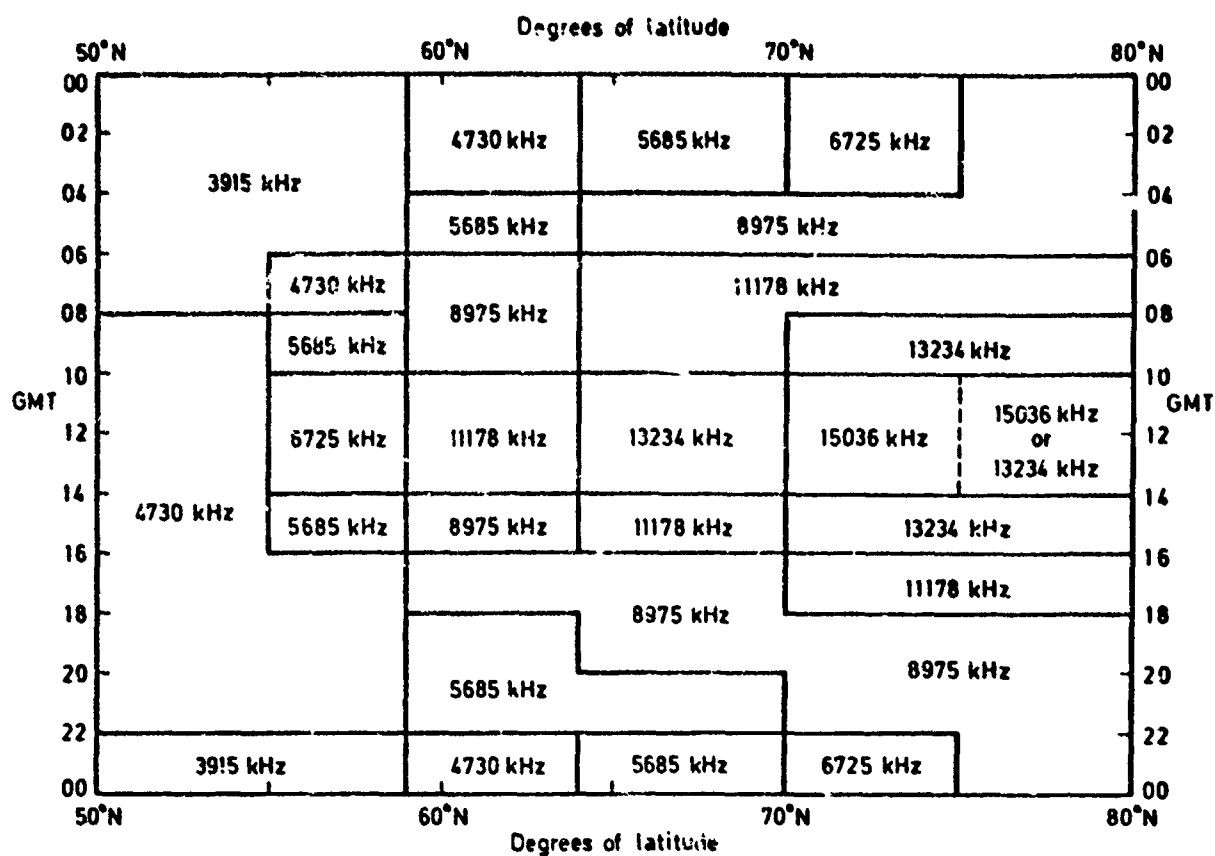 Degrees of latitude
50°N 60°N 70°N 80°N
00 00
02 4730 kHz 5685 kHz 6725 kHz 02
3915 kHz
04 04
5685 kHz 8975 kHz
06 06
4730 kHz 11178 kHz
08 8975 kHz 08
5685 kHz 13234 kHz
10 10
GMT GMT
15036 kHz
12 6725 kHz 11178 kHz 13234 kHz 15036 kHz or 12
13234 kHz
14 14
4730 kHz 5685 kHz 8975 kHz 11178 kHz 13234 kHz
16 16
11178 kHz
18 8975 kHz 18
20 8975 kHz 20
5685 kHz
22 22
3915 kHz 4730 kHz 5685 kHz 6725 kHz
00 00
50°N 60°N 70°N 80°N
Degrees of latitude